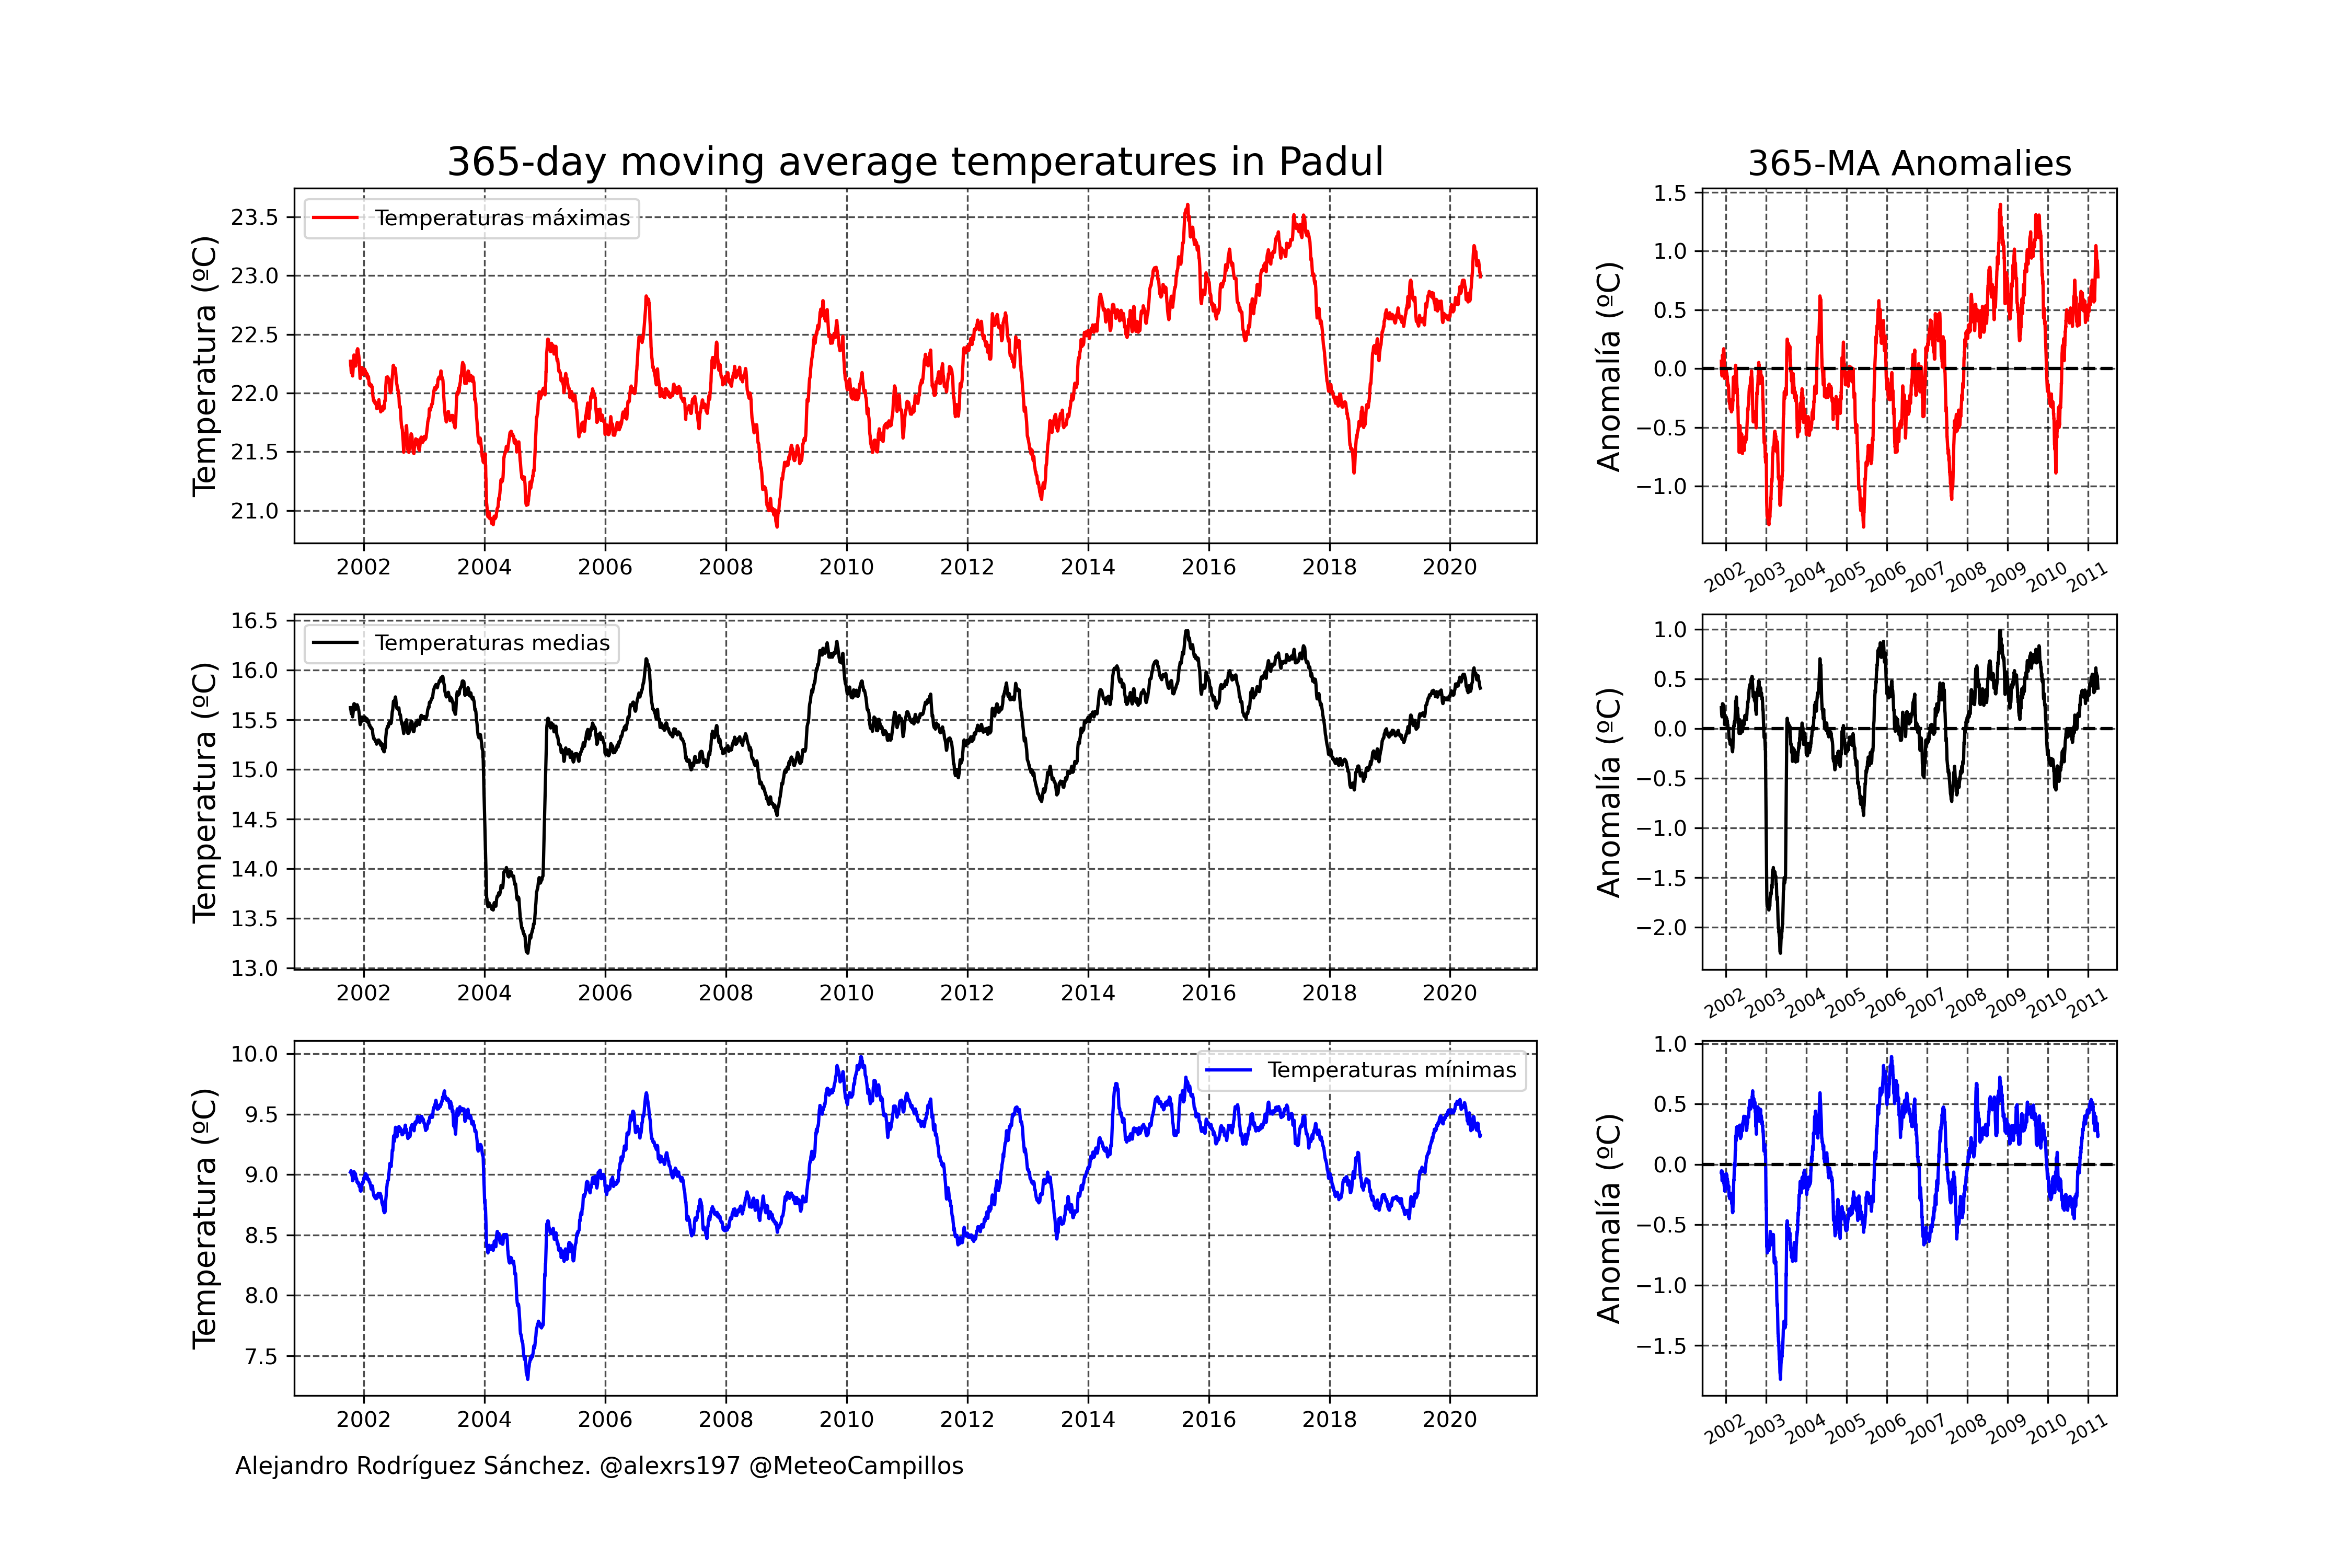 365-day moving average temperatures in Padul
365-MA Anomalies
Temperatura (ºC)
23.5
23.0
22.5
22.0
21.5
21.0
Temperaturas máximas
2002 2004 2006 2008 2010 2012 2014 2016 2018 2020
Anomalía (ºC)
1.5
1.0
0.5
0.0
−0.5
−1.0
2002 2003 2004 2005 2006 2007 2008 2009 2010 2011
Temperatura (ºC)
16.5
16.0
15.5
15.0
14.5
14.0
13.5
13.0
Temperaturas medias
2002 2004 2006 2008 2010 2012 2014 2016 2018 2020
Anomalía (ºC)
1.0
0.5
0.0
−0.5
−1.0
−1.5
−2.0
2002 2003 2004 2005 2006 2007 2008 2009 2010 2011
Temperatura (ºC)
10.0
9.5
9.0
8.5
8.0
7.5
Temperaturas mínimas
2002 2004 2006 2008 2010 2012 2014 2016 2018 2020
Anomalía (ºC)
1.0
0.5
0.0
−0.5
−1.0
−1.5
2002 2003 2004 2005 2006 2007 2008 2009 2010 2011
Alejandro Rodríguez Sánchez. @alexrs197 @MeteoCampillos